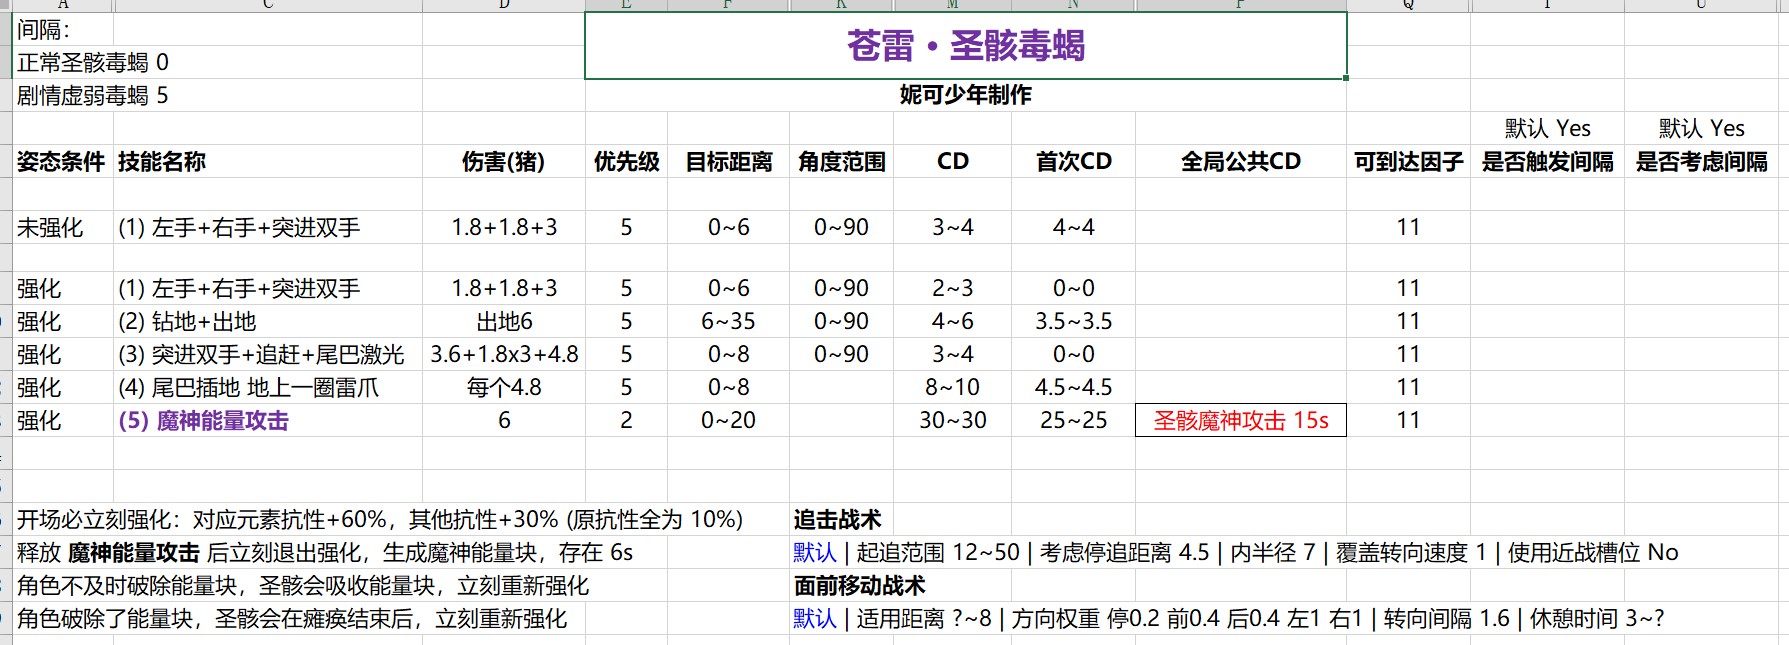 A C D E F K M N P Q T U
间隔：
正常圣骸毒蝎 0
苍雷·圣骸毒蝎
剧情虚弱毒蝎 5
妮可少年制作
默认 Yes 默认 Yes
姿态条件 技能名称 伤害(猪) 优先级 目标距离 角度范围 CD 首次CD 全局公共CD 可到达因子 是否触发间隔 是否考虑间隔
未强化 (1) 左手+右手+突进双手 1.8+1.8+3 5 0~6 0~90 3~4 4~4 11
强化 (1) 左手+右手+突进双手 1.8+1.8+3 5 0~6 0~90 2~3 0~0 11
强化 (2) 钻地+出地 出地6 5 6~35 0~90 4~6 3.5~3.5 11
强化 (3) 突进双手+追赶+尾巴激光 3.6+1.8x3+4.8 5 0~8 0~90 3~4 0~0 11
强化 (4) 尾巴插地 地上一圈雷爪 每个4.8 5 0~8 8~10 4.5~4.5 11
强化 (5) 魔神能量攻击 6 2 0~20 30~30 25~25 圣骸魔神攻击 15s 11
开场必立刻强化：对应元素抗性+60%，其他抗性+30% (原抗性全为 10%) 追击战术
释放 魔神能量攻击 后立刻退出强化，生成魔神能量块，存在 6s 默认 | 起追范围 12~50 | 考虑停追距离 4.5 | 内半径 7 | 覆盖转向速度 1 | 使用近战槽位 No
角色不及时破除能量块，圣骸会吸收能量块，立刻重新强化 面前移动战术
角色破除了能量块，圣骸会在瘫痪结束后，立刻重新强化 默认 | 适用距离 ?~8 | 方向权重 停0.2 前0.4 后0.4 左1 右1 | 转向间隔 1.6 | 休憩时间 3~?